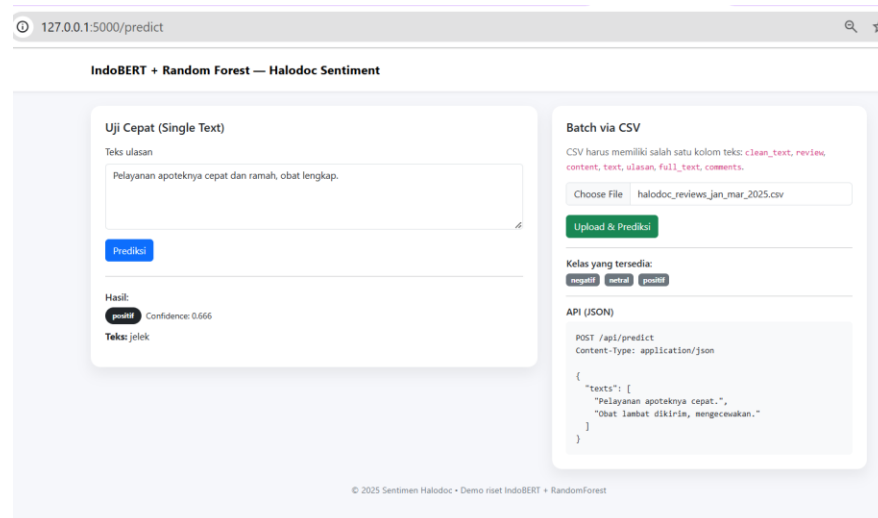 127.0.0.1:5000/predict
IndoBERT + Random Forest — Halodoc Sentiment
Uji Cepat (Single Text)
Teks ulasan
Pelayanan apoteknya cepat dan ramah, obat lengkap.
Prediksi
Hasil:
positif Confidence: 0.666
Teks: jelek
Batch via CSV
CSV harus memiliki salah satu kolom teks: clean_text, review,
content, text, ulasan, full_text, comments.
Choose File halodoc_reviews_jan_mar_2025.csv
Upload & Prediksi
Kelas yang tersedia:
negatif netral positif
API (JSON)
POST /api/predict
Content-Type: application/json
{
"texts": [
"Pelayanan apoteknya cepat.",
"Obat lambat dikirim, mengecewakan."
]
}
© 2025 Sentimen Halodoc • Demo riset IndoBERT + RandomForest